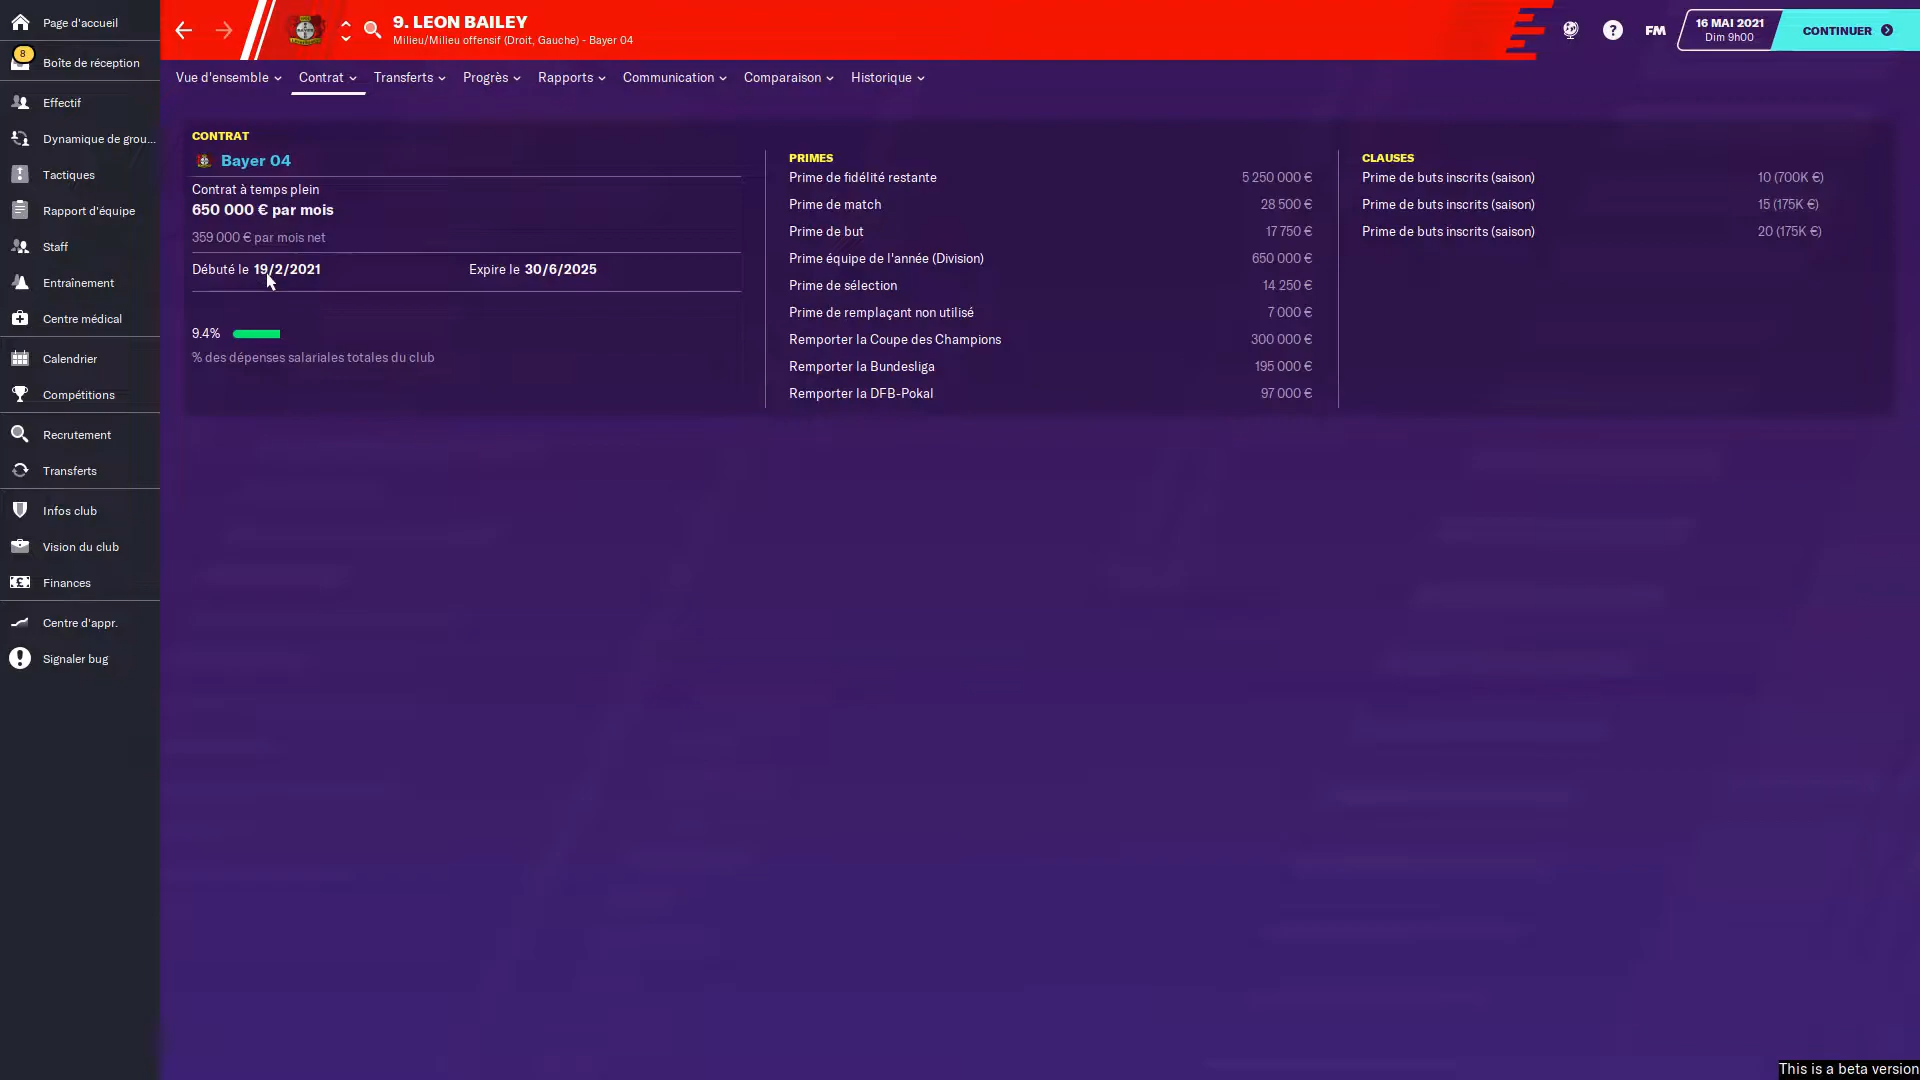 Page d'accueil
8
Boîte de réception
Effectif
Dynamique de grou...
Tactiques
Rapport d'équipe
Staff
Entraînement
Centre médical
Calendrier
Compétitions
Recrutement
Transferts
Infos club
Vision du club
Finances
Centre d'appr.
Signaler bug
9. LEON BAILEY
Milieu/Milieu offensif (Droit, Gauche) - Bayer 04
FM
16 MAI 2021
Dim 9h00
CONTINUER
Vue d'ensemble
Contrat
Transferts
Progrès
Rapports
Communication
Comparaison
Historique
CONTRAT
Bayer 04
Contrat à temps plein
650 000 € par mois
359 000 € par mois net
Débuté le 19/2/2021 Expire le 30/6/2025
9.4%
% des dépenses salariales totales du club
PRIMES
Prime de fidélité restante 5 250 000 €
Prime de match 28 500 €
Prime de but 17 750 €
Prime équipe de l'année (Division) 650 000 €
Prime de sélection 14 250 €
Prime de remplaçant non utilisé 7 000 €
Remporter la Coupe des Champions 300 000 €
Remporter la Bundesliga 195 000 €
Remporter la DFB-Pokal 97 000 €
CLAUSES
Prime de buts inscrits (saison) 10 (700K €)
Prime de buts inscrits (saison) 15 (175K €)
Prime de buts inscrits (saison) 20 (175K €)
This is a beta version